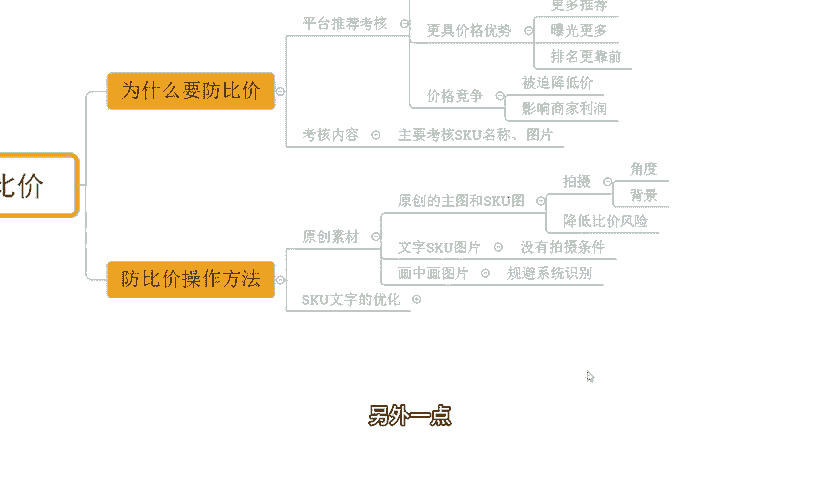 更多推荐
平台推荐考核
更具价格优势
曝光更多
排名更靠前
为什么要防比价
被迫降低价
价格竞争
影响商家利润
考核内容
主要考核SKU名称、图片
比价
角度
拍摄
背景
原创的主图和SKU图
降低比价风险
原创素材
文字SKU图片
没有拍摄条件
防比价操作方法
画中画图片
规避系统识别
SKU文字的优化
另外一点